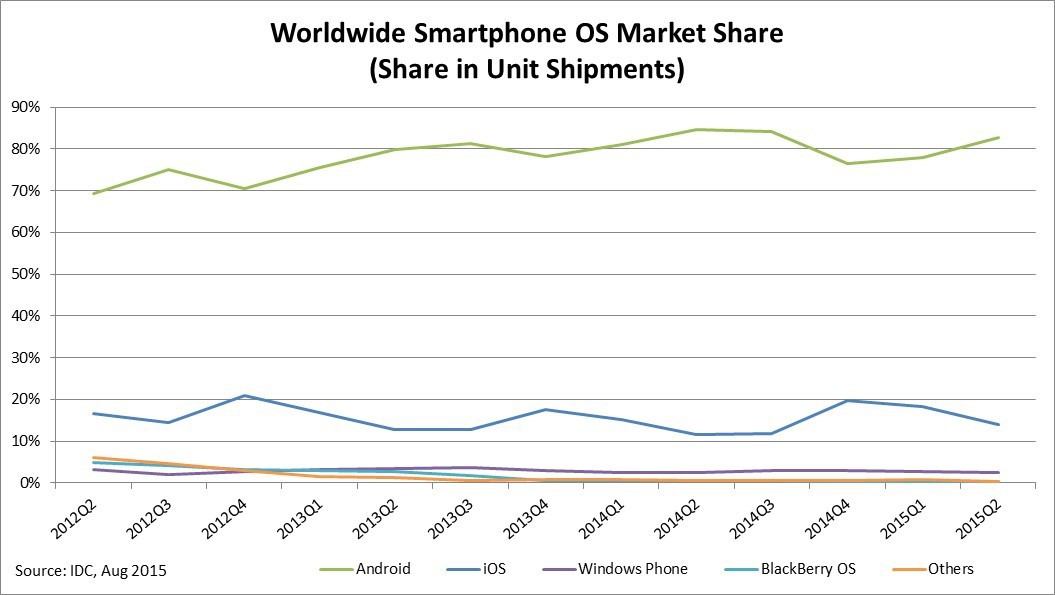 Worldwide Smartphone OS Market Share
(Share in Unit Shipments)
90%
80%
70%
60%
50%
40%
30%
20%
10%
0%
2012Q2 2012Q3 2012Q4 2013Q1 2013Q2 2013Q3 2013Q4 2014Q1 2014Q2 2014Q3 2014Q4 2015Q1 2015Q2
Source: IDC, Aug 2015 Android iOS Windows Phone BlackBerry OS Others